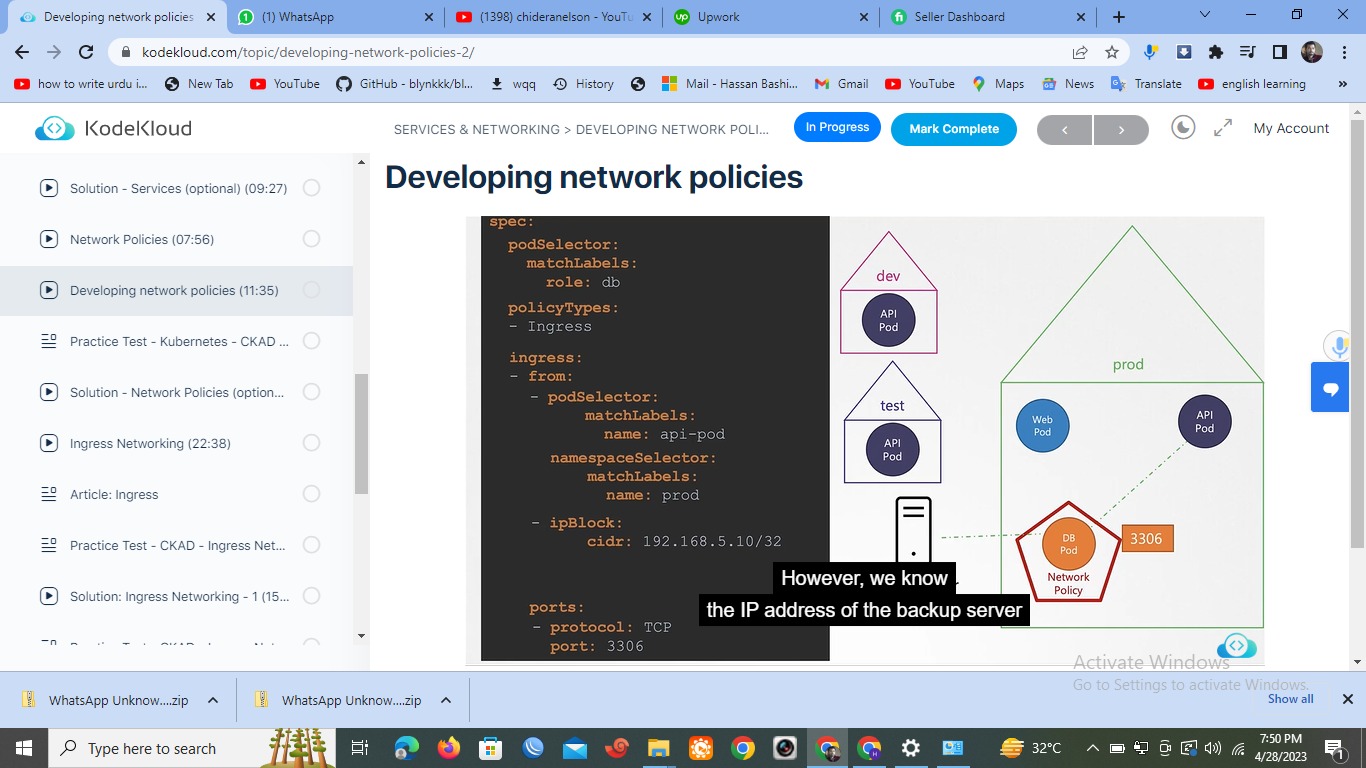 Developing network policies
(1) WhatsApp
(1398) chideranelson - YouTu
Upwork
Seller Dashboard
kodekloud.com/topic/developing-network-policies-2/
how to write urdu i...
New Tab
YouTube
GitHub - blynkkk/bl...
wqq
History
Mail - Hassan Bashi...
Gmail
YouTube
Maps
News
Translate
english learning
»
KodeKloud
SERVICES & NETWORKING > DEVELOPING NETWORK POLI...
In Progress
Mark Complete
My Account
Solution - Services (optional) (09:27)
Network Policies (07:56)
Developing network policies (11:35)
Practice Test - Kubernetes - CKAD ...
Solution - Network Policies (option...
Ingress Networking (22:38)
Article: Ingress
Practice Test - CKAD - Ingress Net...
Solution: Ingress Networking - 1 (15...
Developing network policies
spec:
podSelector:
matchLabels:
role: db
policyTypes:
- Ingress
ingress:
- from:
- podSelector:
matchLabels:
name: api-pod
namespaceSelector:
matchLabels:
name: prod
- ipBlock:
cidr: 192.168.5.10/32
ports:
- protocol: TCP
port: 3306
dev
API
Pod
test
API
Pod
prod
Web
Pod
API
Pod
DB
Pod
Network
Policy
3306
However, we know
the IP address of the backup server
Activate Windows
Go to Settings to activate Windows.
WhatsApp Unknow....zip
WhatsApp Unknow....zip
Show all
Type here to search
32°C
7:50 PM
4/28/2023
1